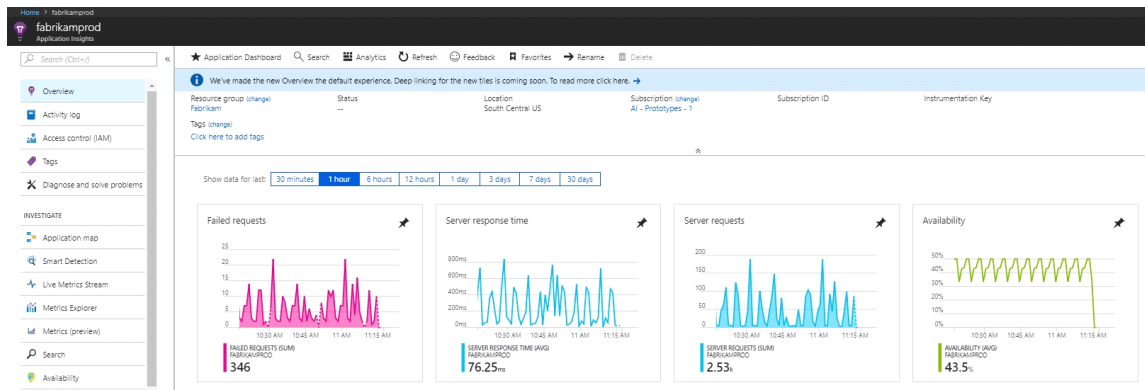 Home > fabrikamprod
fabrikamprod
Application Insights
Search (Ctrl+/)
«
Overview
Activity log
Access control (IAM)
Tags
Diagnose and solve problems
INVESTIGATE
Application map
Smart Detection
Live Metrics Stream
Metrics Explorer
Metrics (preview)
Search
Availability
Application Dashboard Search Analytics Refresh Feedback Favorites Rename Delete
We've made the new Overview the default experience. Deep linking for the new tiles is coming soon. To read more click here. →
Resource group (change) Status Location Subscription (change) Subscription ID Instrumentation Key
Fabrikam -- South Central US AI - Prototypes - 1
Tags (change)
Click here to add tags
Show data for last: 30 minutes 1 hour 6 hours 12 hours 1 day 3 days 7 days 30 days
Failed requests
25
20
15
10
5
0
10:30 AM 10:45 AM 11 AM 11:15 AM
FAILED REQUESTS (SUM)
FABRIKAMPROD
346
Server response time
800ms
600ms
400ms
200ms
0ms
10:30 AM 10:45 AM 11 AM 11:15 AM
SERVER RESPONSE TIME (AVG)
FABRIKAMPROD
76.25 ms
Server requests
200
150
100
50
0
10:30 AM 10:45 AM 11 AM 11:15 AM
SERVER REQUESTS (SUM)
FABRIKAMPROD
2.53 k
Availability
50%
40%
30%
20%
10%
0%
10:30 AM 10:45 AM 11 AM 11:15 AM
AVAILABILITY (AVG)
FABRIKAMPROD
43.5 %